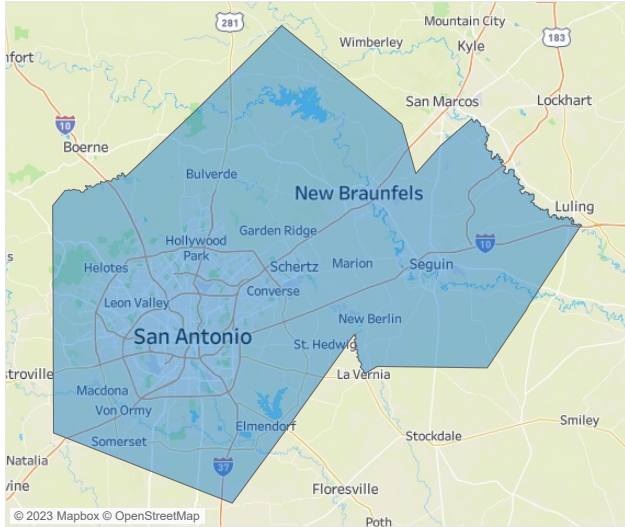 281
Mountain City
183
Wimberley
Kyle
nfort
San Marcos
Lockhart
10
Boerne
Bulverde
New Braunfels
Luling
Garden Ridge
Hollywood
Park
10
Helotes
Schertz
Marion
Seguin
Converse
Leon Valley
New Berlin
San Antonio
St. Hedwig
stroville
La Vernia
Macdona
Von Ormy
Elmendorf
Smiley
Somerset
Stockdale
Natalia
37
vine
Floresville
© 2023 Mapbox © OpenStreetMap
Poth